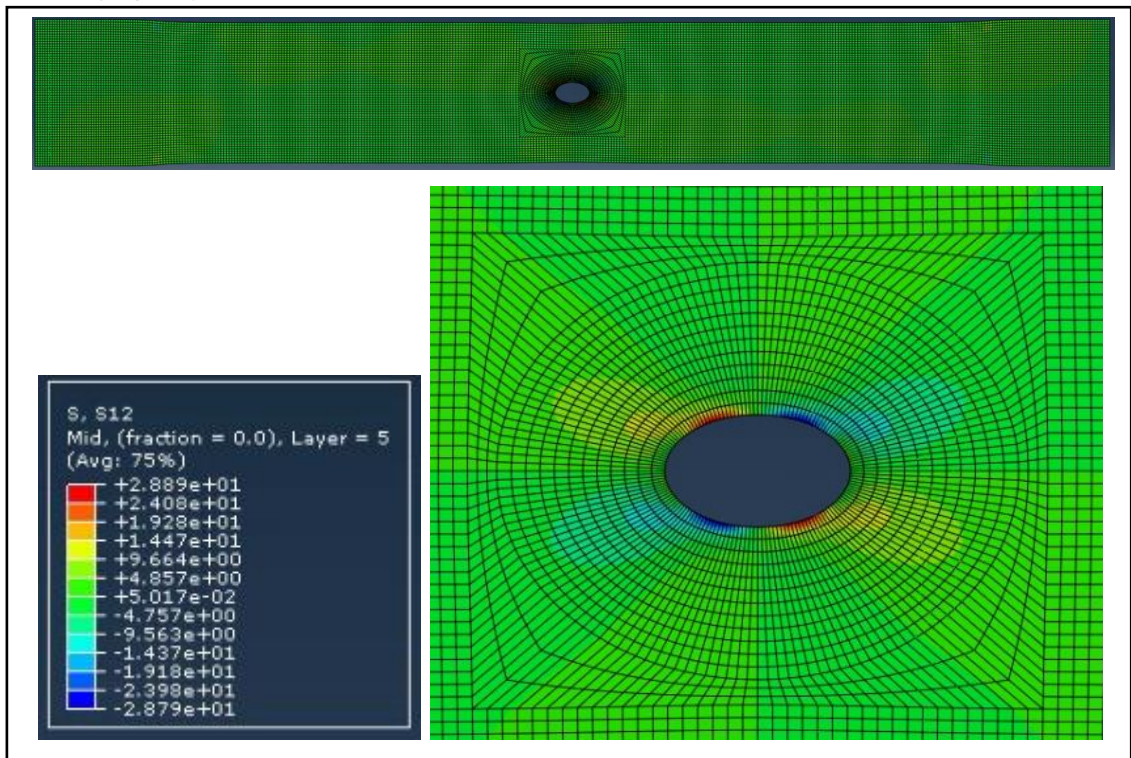 S, S12
Mid, (fraction = 0.0), Layer = 5
(Avg: 75%)
+2.889e+01
+2.408e+01
+1.928e+01
+1.447e+01
+9.664e+00
+4.857e+00
+5.017e-02
-4.757e+00
-9.563e+00
-1.437e+01
-1.918e+01
-2.398e+01
-2.879e+01